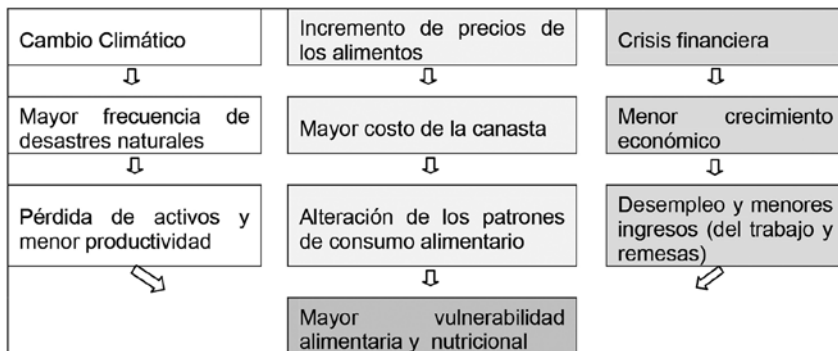 Cambio Climático
Incremento de precios de
los alimentos
Crisis financiera
Mayor frecuencia de
desastres naturales
Mayor costo de la canasta
Menor crecimiento
económico
Pérdida de activos y
menor productividad
Alteración de los patrones
de consumo alimentario
Desempleo y menores
ingresos (del trabajo y
remesas)
Mayor vulnerabilidad
alimentaria y nutricional